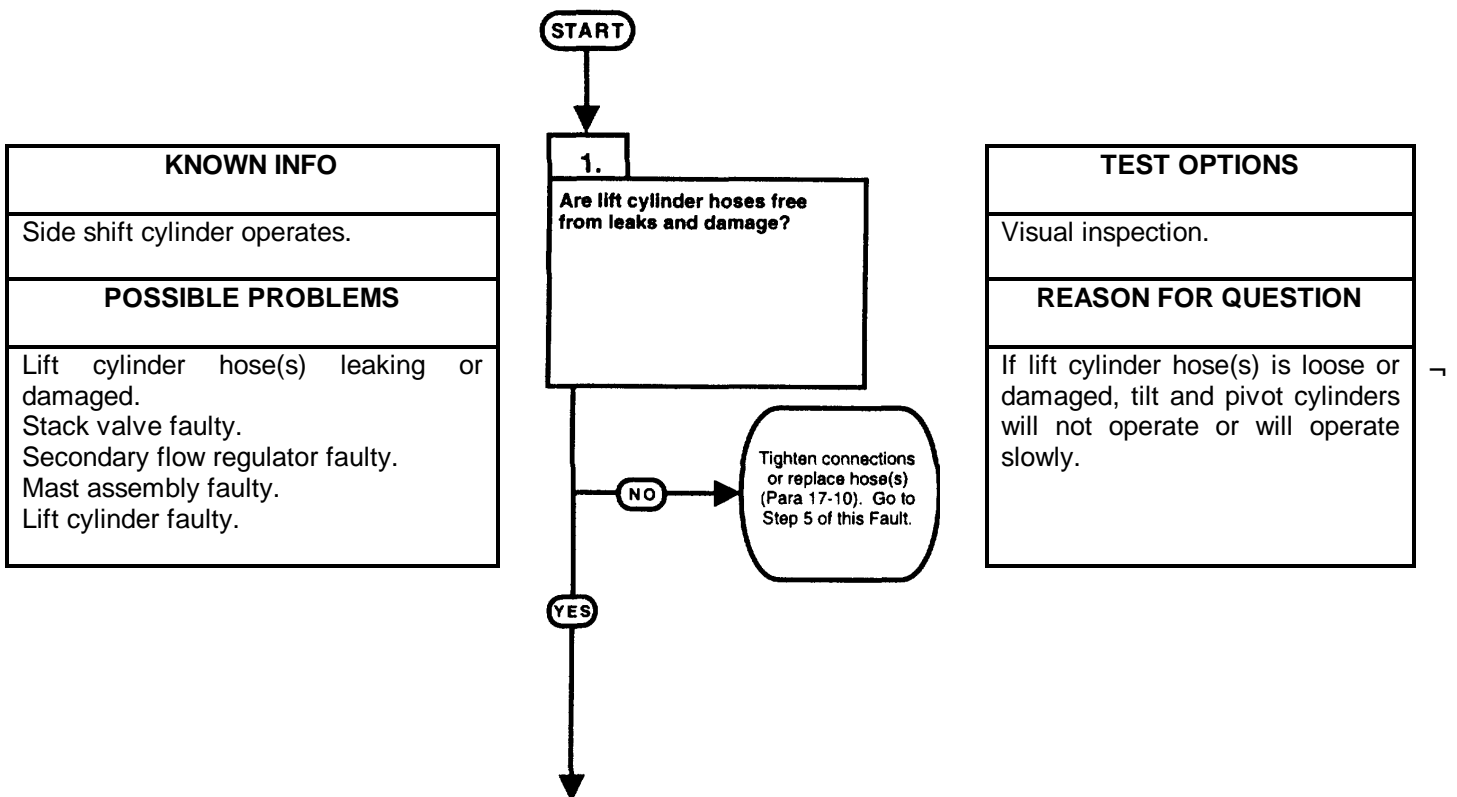 START
KNOWN INFO
Side shift cylinder operates.
POSSIBLE PROBLEMS
Lift cylinder hose(s) leaking or
damaged.
Stack valve faulty.
Secondary flow regulator faulty.
Mast assembly faulty.
Lift cylinder faulty.
1.
Are lift cylinder hoses free
from leaks and damage?
TEST OPTIONS
Visual inspection.
REASON FOR QUESTION
If lift cylinder hose(s) is loose or
damaged, tilt and pivot cylinders
will not operate or will operate
slowly.
¬
NO
Tighten connections
or replace hose(s)
(Para 17-10). Go to
Step 5 of this Fault.
YES